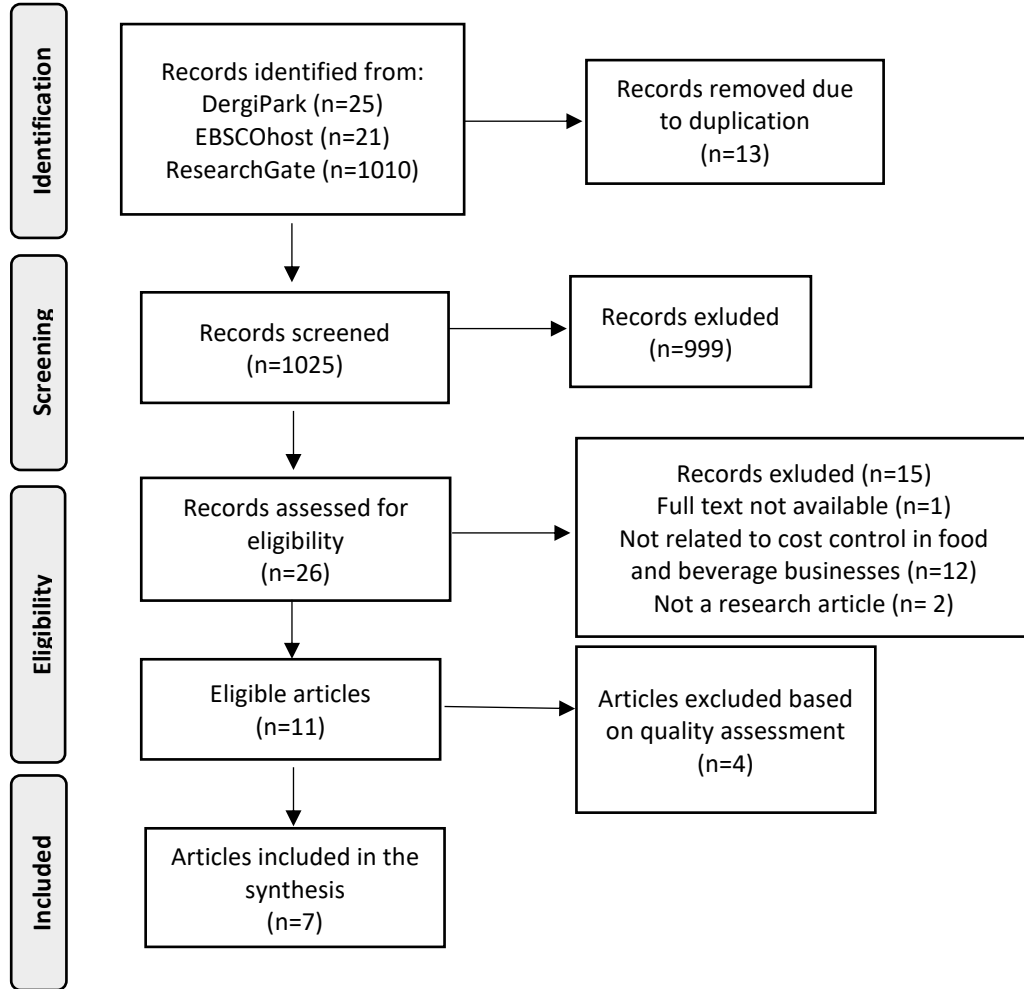 Identification
Records identified from:
DergiPark (n=25)
EBSCOhost (n=21)
ResearchGate (n=1010)
Records removed due
to duplication
(n=13)
Screening
Records screened
(n=1025)
Records exluded
(n=999)
Eligibility
Records assessed for
eligibility
(n=26)
Records exluded (n=15)
Full text not available (n=1)
Not related to cost control in food
and beverage businesses (n=12)
Not a research article (n= 2)
Eligible articles
(n=11)
Articles excluded based
on quality assessment
(n=4)
Included
Articles included in the
synthesis
(n=7)